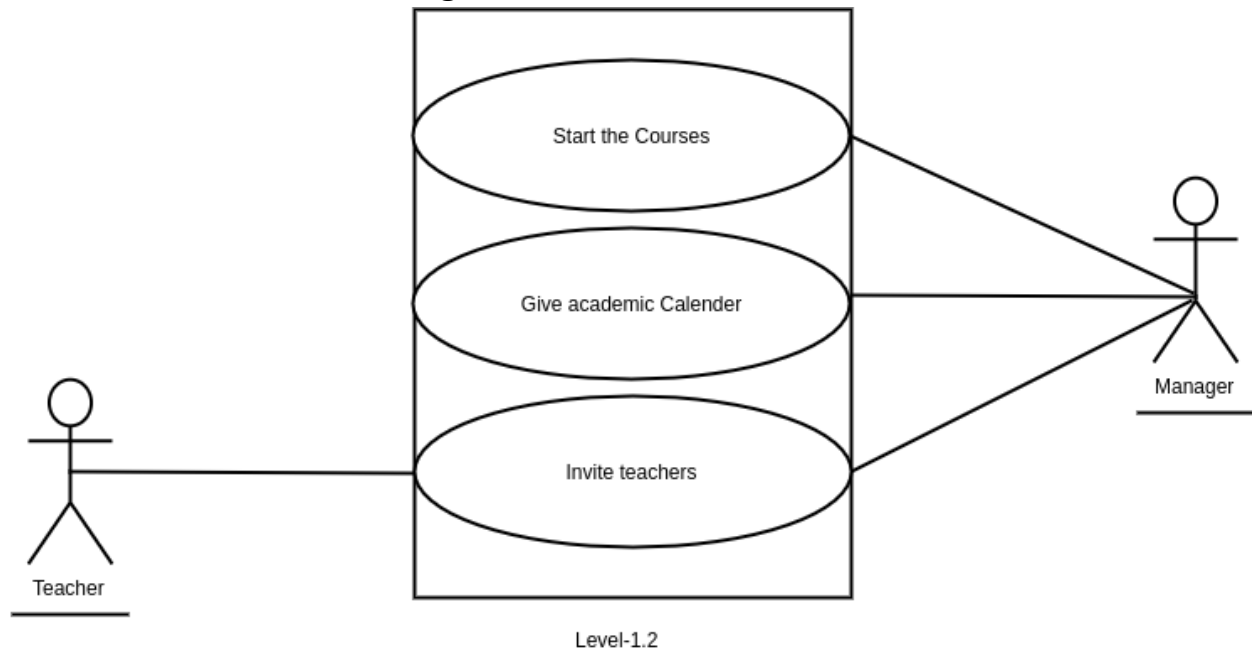 Start the Courses
Give academic Calender
Manager
Invite teachers
Teacher
Level-1.2